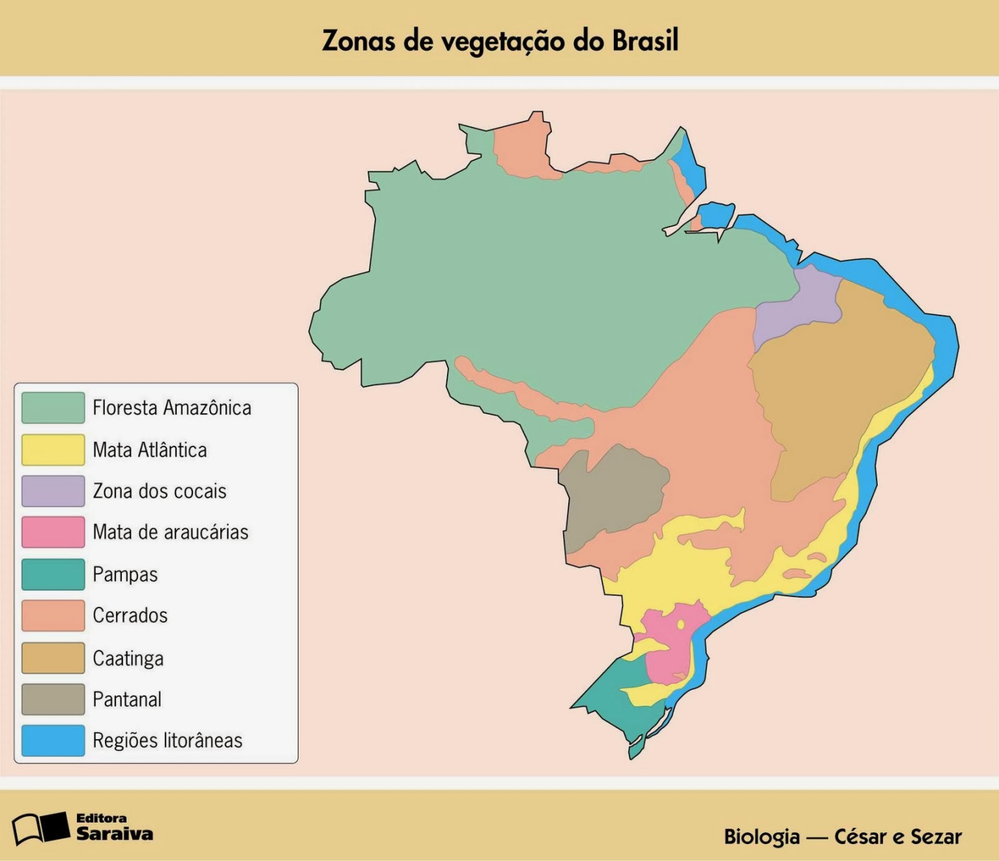 Zonas de vegetação do Brasil
Floresta Amazônica
Mata Atlântica
Zona dos cocais
Mata de araucárias
Pampas
Cerrados
Caatinga
Pantanal
Regiões litorâneas
Editora
Saraiva
Biologia — César e Sezar